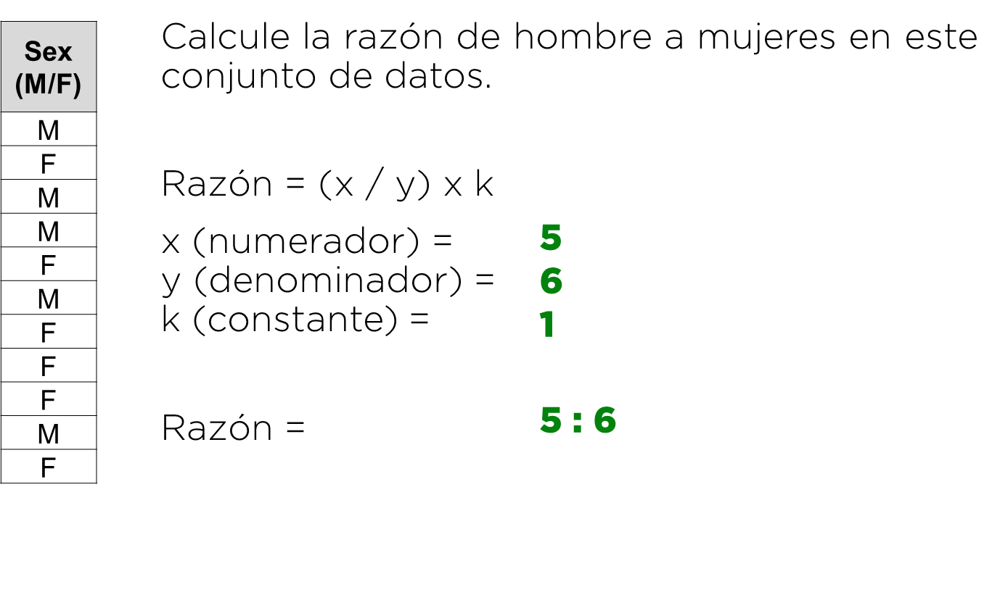 Sex
(M/F)
M
F
M
M
F
M
F
F
F
M
F
Calcule la razón de hombre a mujeres en este
conjunto de datos.
Razón = (x / y) x k
x (numerador) = 5
y (denominador) = 6
k (constante) = 1
Razón = 5 : 6